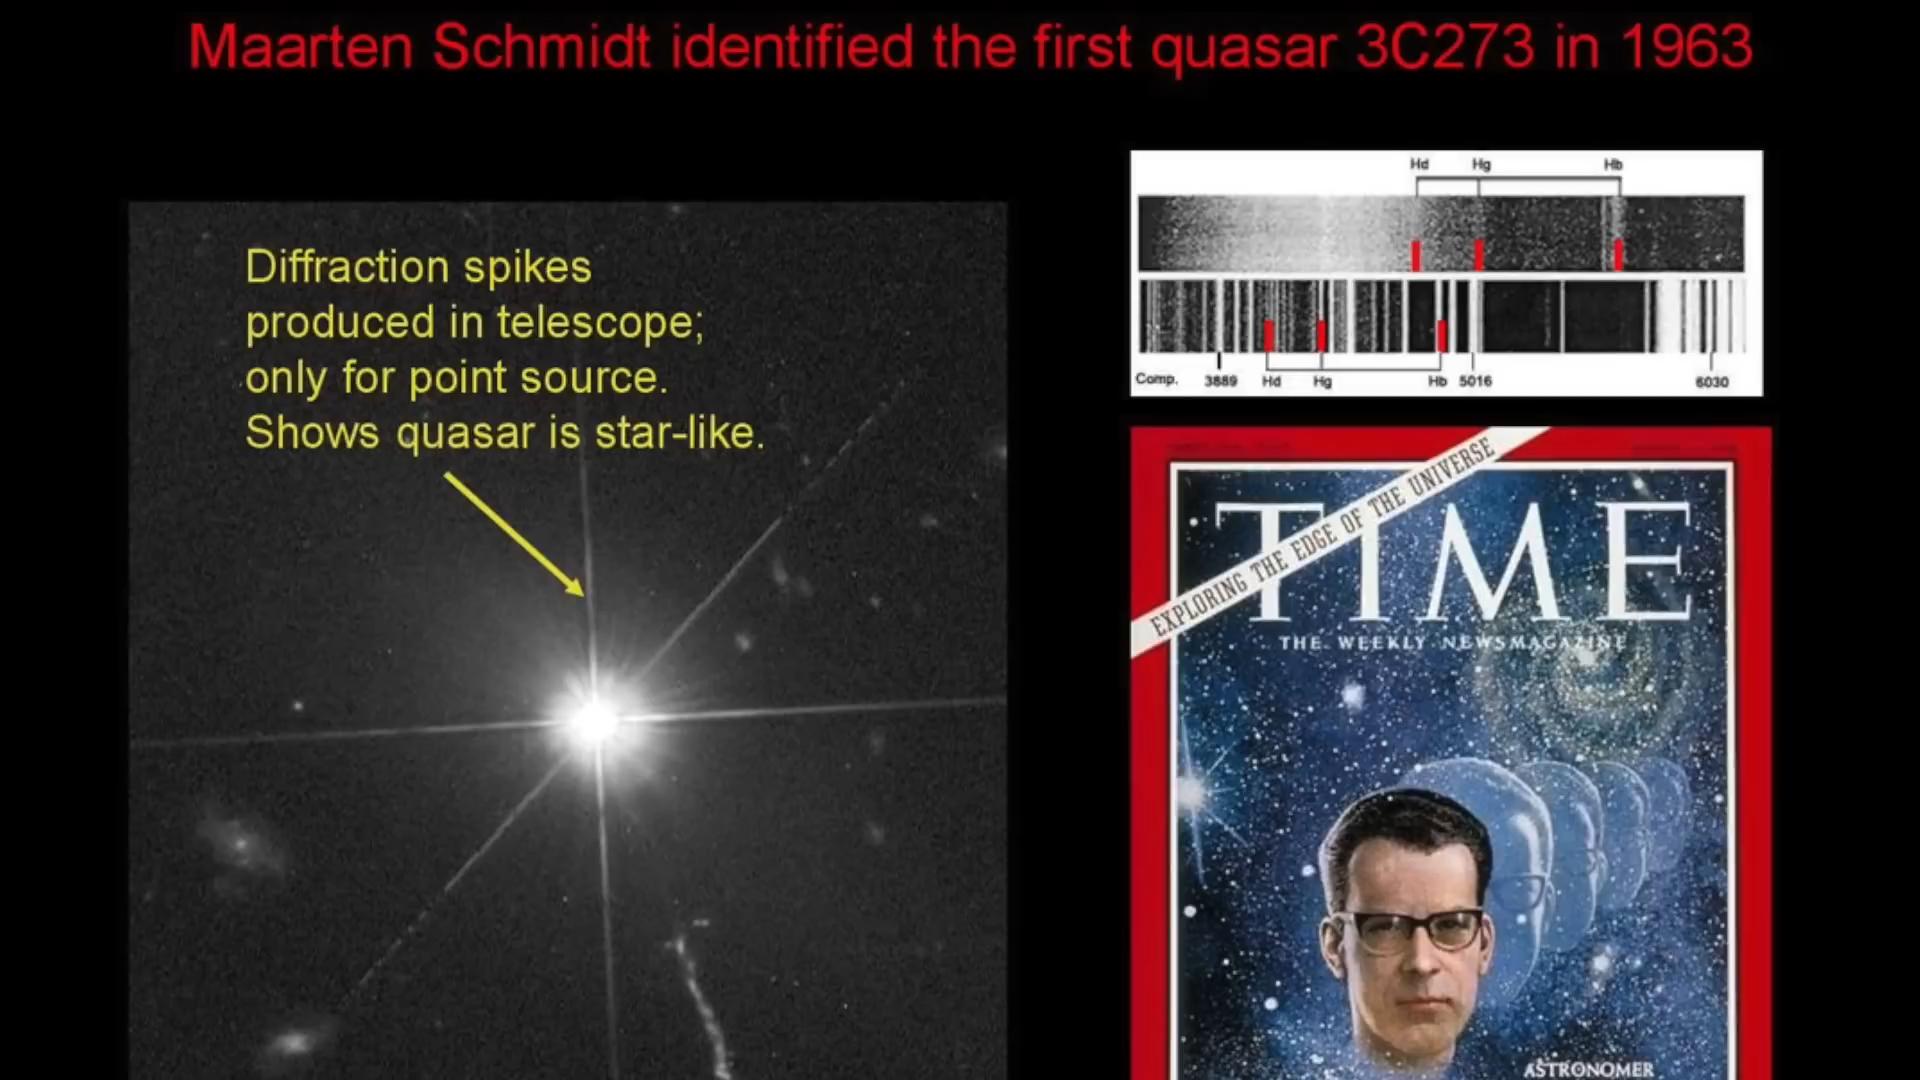 Maarten Schmidt identified the first quasar 3C273 in 1963
Diffraction spikes
produced in telescope;
only for point source.
Shows quasar is star-like.
Hd Hg Hb
Comp. 3889 Hd Hg Hb 5016 6030
EXPLORING THE EDGE OF THE UNIVERSE
TIME
THE WEEKLY NEWSMAGAZINE
ASTRONOMER